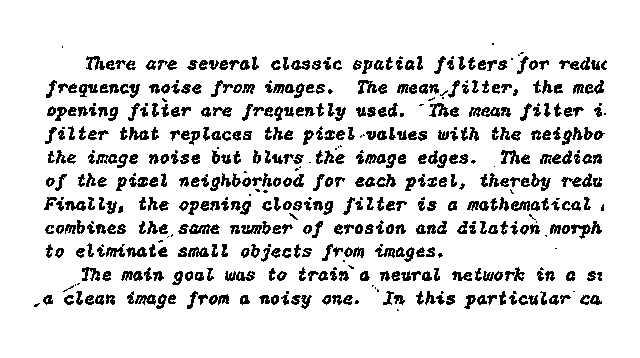 There are several classic spatial filters for reduc
frequency noise from images. The mean filter, the med
opening filter are frequently used. The mean filter i
filter that replaces the pixel values with the neighbo
the image noise but blurs the image edges. The median
of the pixel neighborhood for each pixel, thereby redu
Finally, the opening closing filter is a mathematical
combines the same number of erosion and dilation morph
to eliminate small objects from images.
The main goal was to train a neural network in a
a clean image from a noisy one. In this particular ca